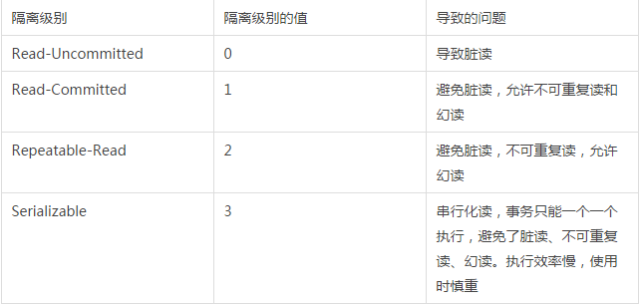 隔离级别 隔离级别的值 导致的问题
Read-Uncommitted 0 导致脏读
Read-Committed 1 避免脏读，允许不可重复读和
幻读
Repeatable-Read 2 避免脏读，不可重复读，允许
幻读
Serializable 3 串行化读，事务只能一个一个
执行，避免了脏读、不可重复
读、幻读。执行效率慢，使用
时慎重